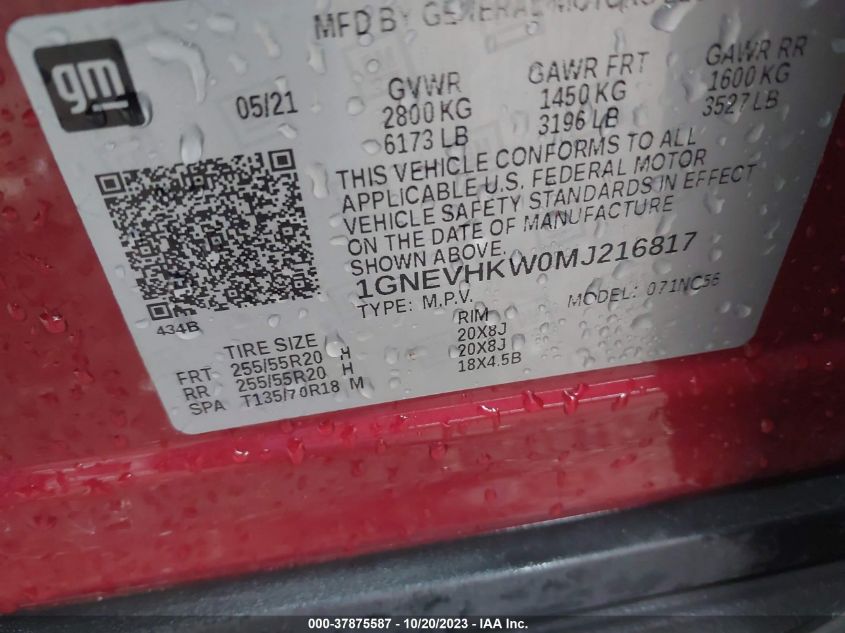 MFD BY GENERAL MOTORS LLC
gm
05/21
GVWR
2800 KG
6173 LB
GAWR FRT
1450 KG
3196 LB
GAWR RR
1600 KG
3527 LB
THIS VEHICLE CONFORMS TO ALL
APPLICABLE U.S. FEDERAL MOTOR
VEHICLE SAFETY STANDARDS IN EFFECT
ON THE DATE OF MANUFACTURE
SHOWN ABOVE.
1GNEVHKW0MJ216817
TYPE: M.P.V. MODEL: 071NC56
434B
TIRE SIZE RIM
FRT 255/55R20 H 20X8J
RR 255/55R20 H 20X8J
SPA T135/70R18 M 18X4.5B
000-37875587 - 10/20/2023 - IAA Inc.